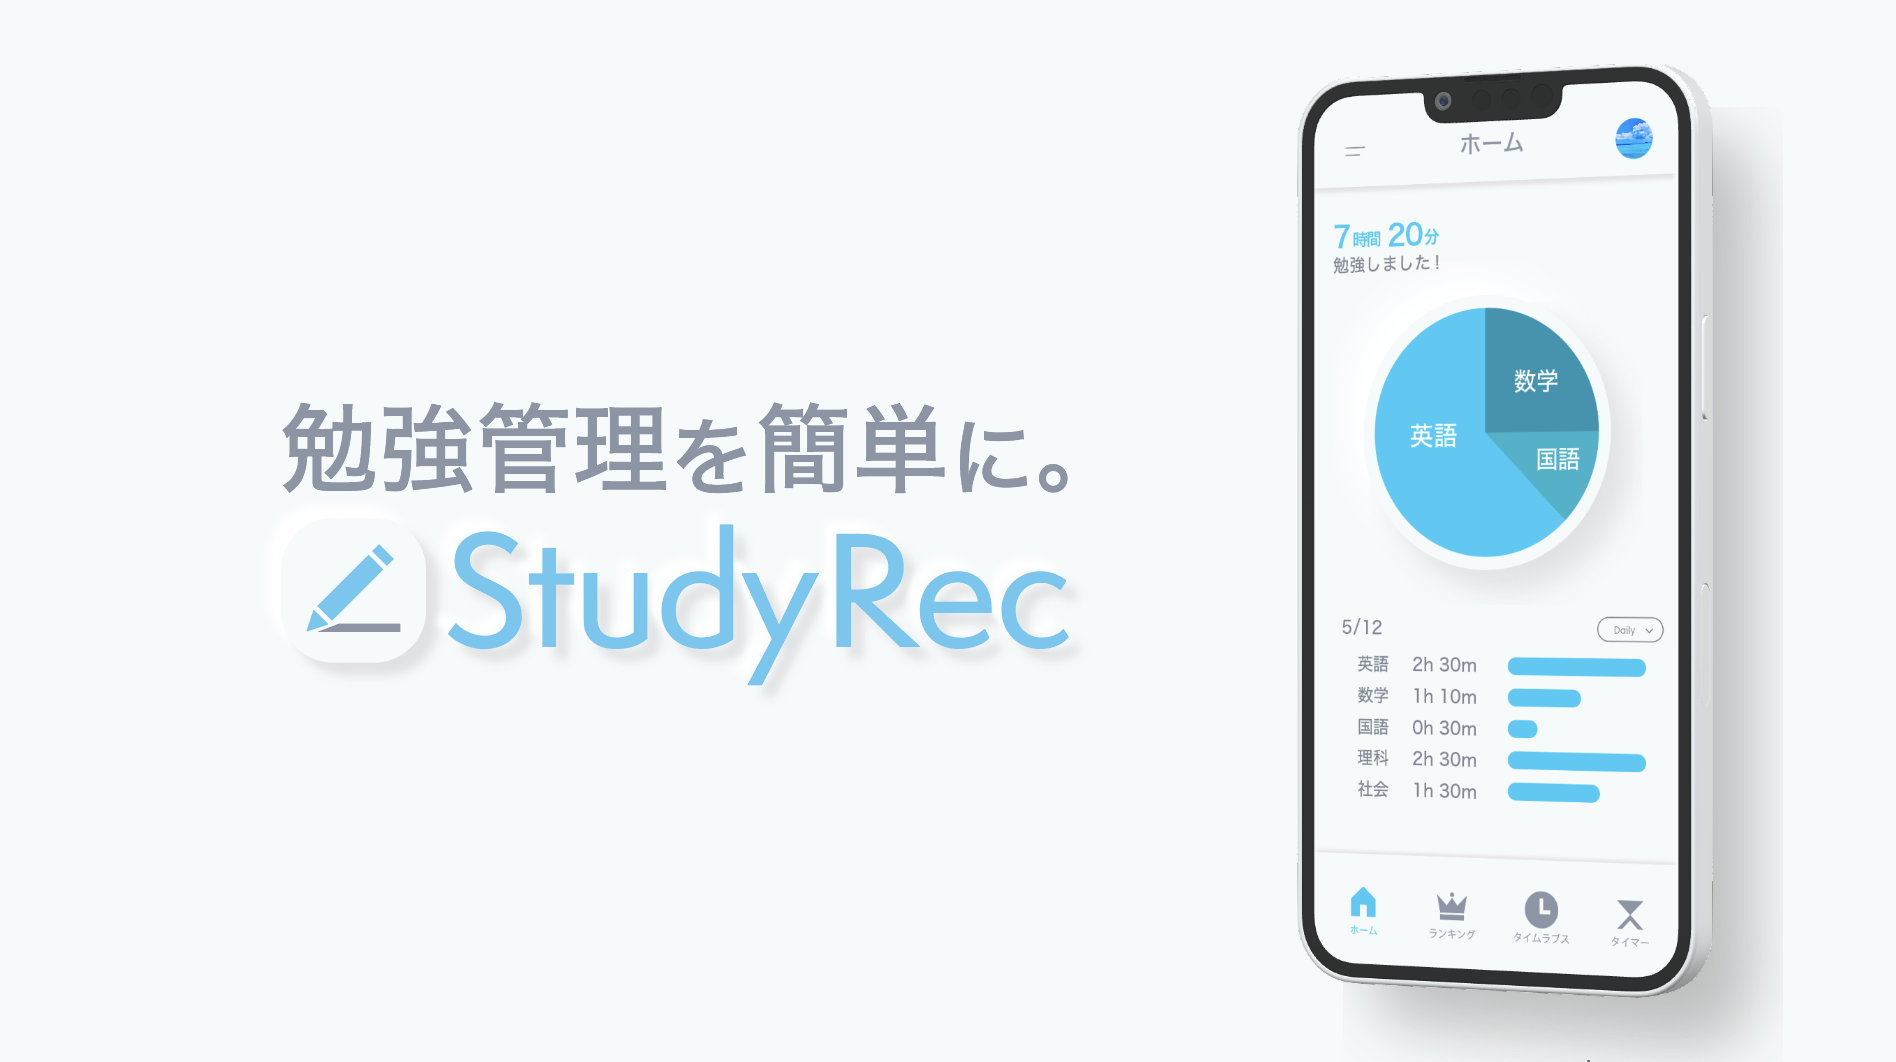 勉強管理を簡単に。
StudyRec
ホーム
7時間 20分
勉強しました！
数学
英語
国語
5/12
Daily
英語 2h 30m
数学 1h 10m
国語 0h 30m
理科 2h 30m
社会 1h 30m
ホーム ランキング タイムラプス タイマー